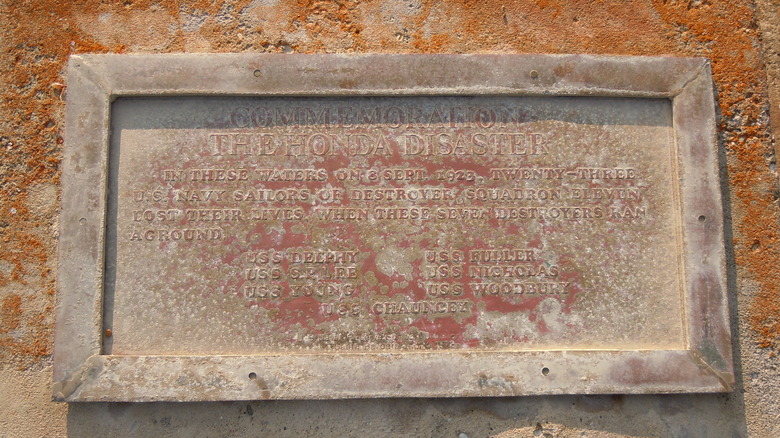 COMMEMORATION
THE HONDA DISASTER
IN THESE WATERS ON 8 SEPT. 1923, TWENTY-THREE
U.S. NAVY SAILORS OF DESTROYER SQUADRON ELEVEN
LOST THEIR LIVES, WHEN THESE SEVEN DESTROYERS RAN
AGROUND.
USS DELPHY USS FULLER
USS S.P. LEE USS NICHOLAS
USS YOUNG USS WOODBURY
USS CHAUNCEY